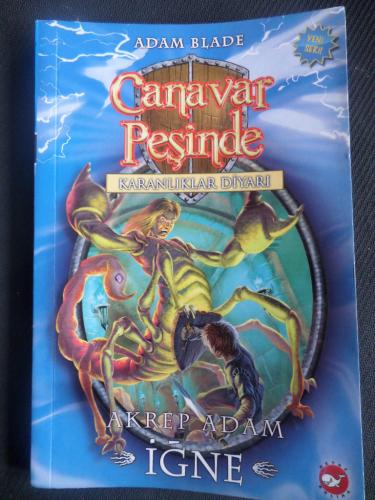 ADAM BLADE
YENİ
SERİ!
Canavar
Peşinde
KARANLIKLAR DİYARI
AKREP ADAM
İĞNE